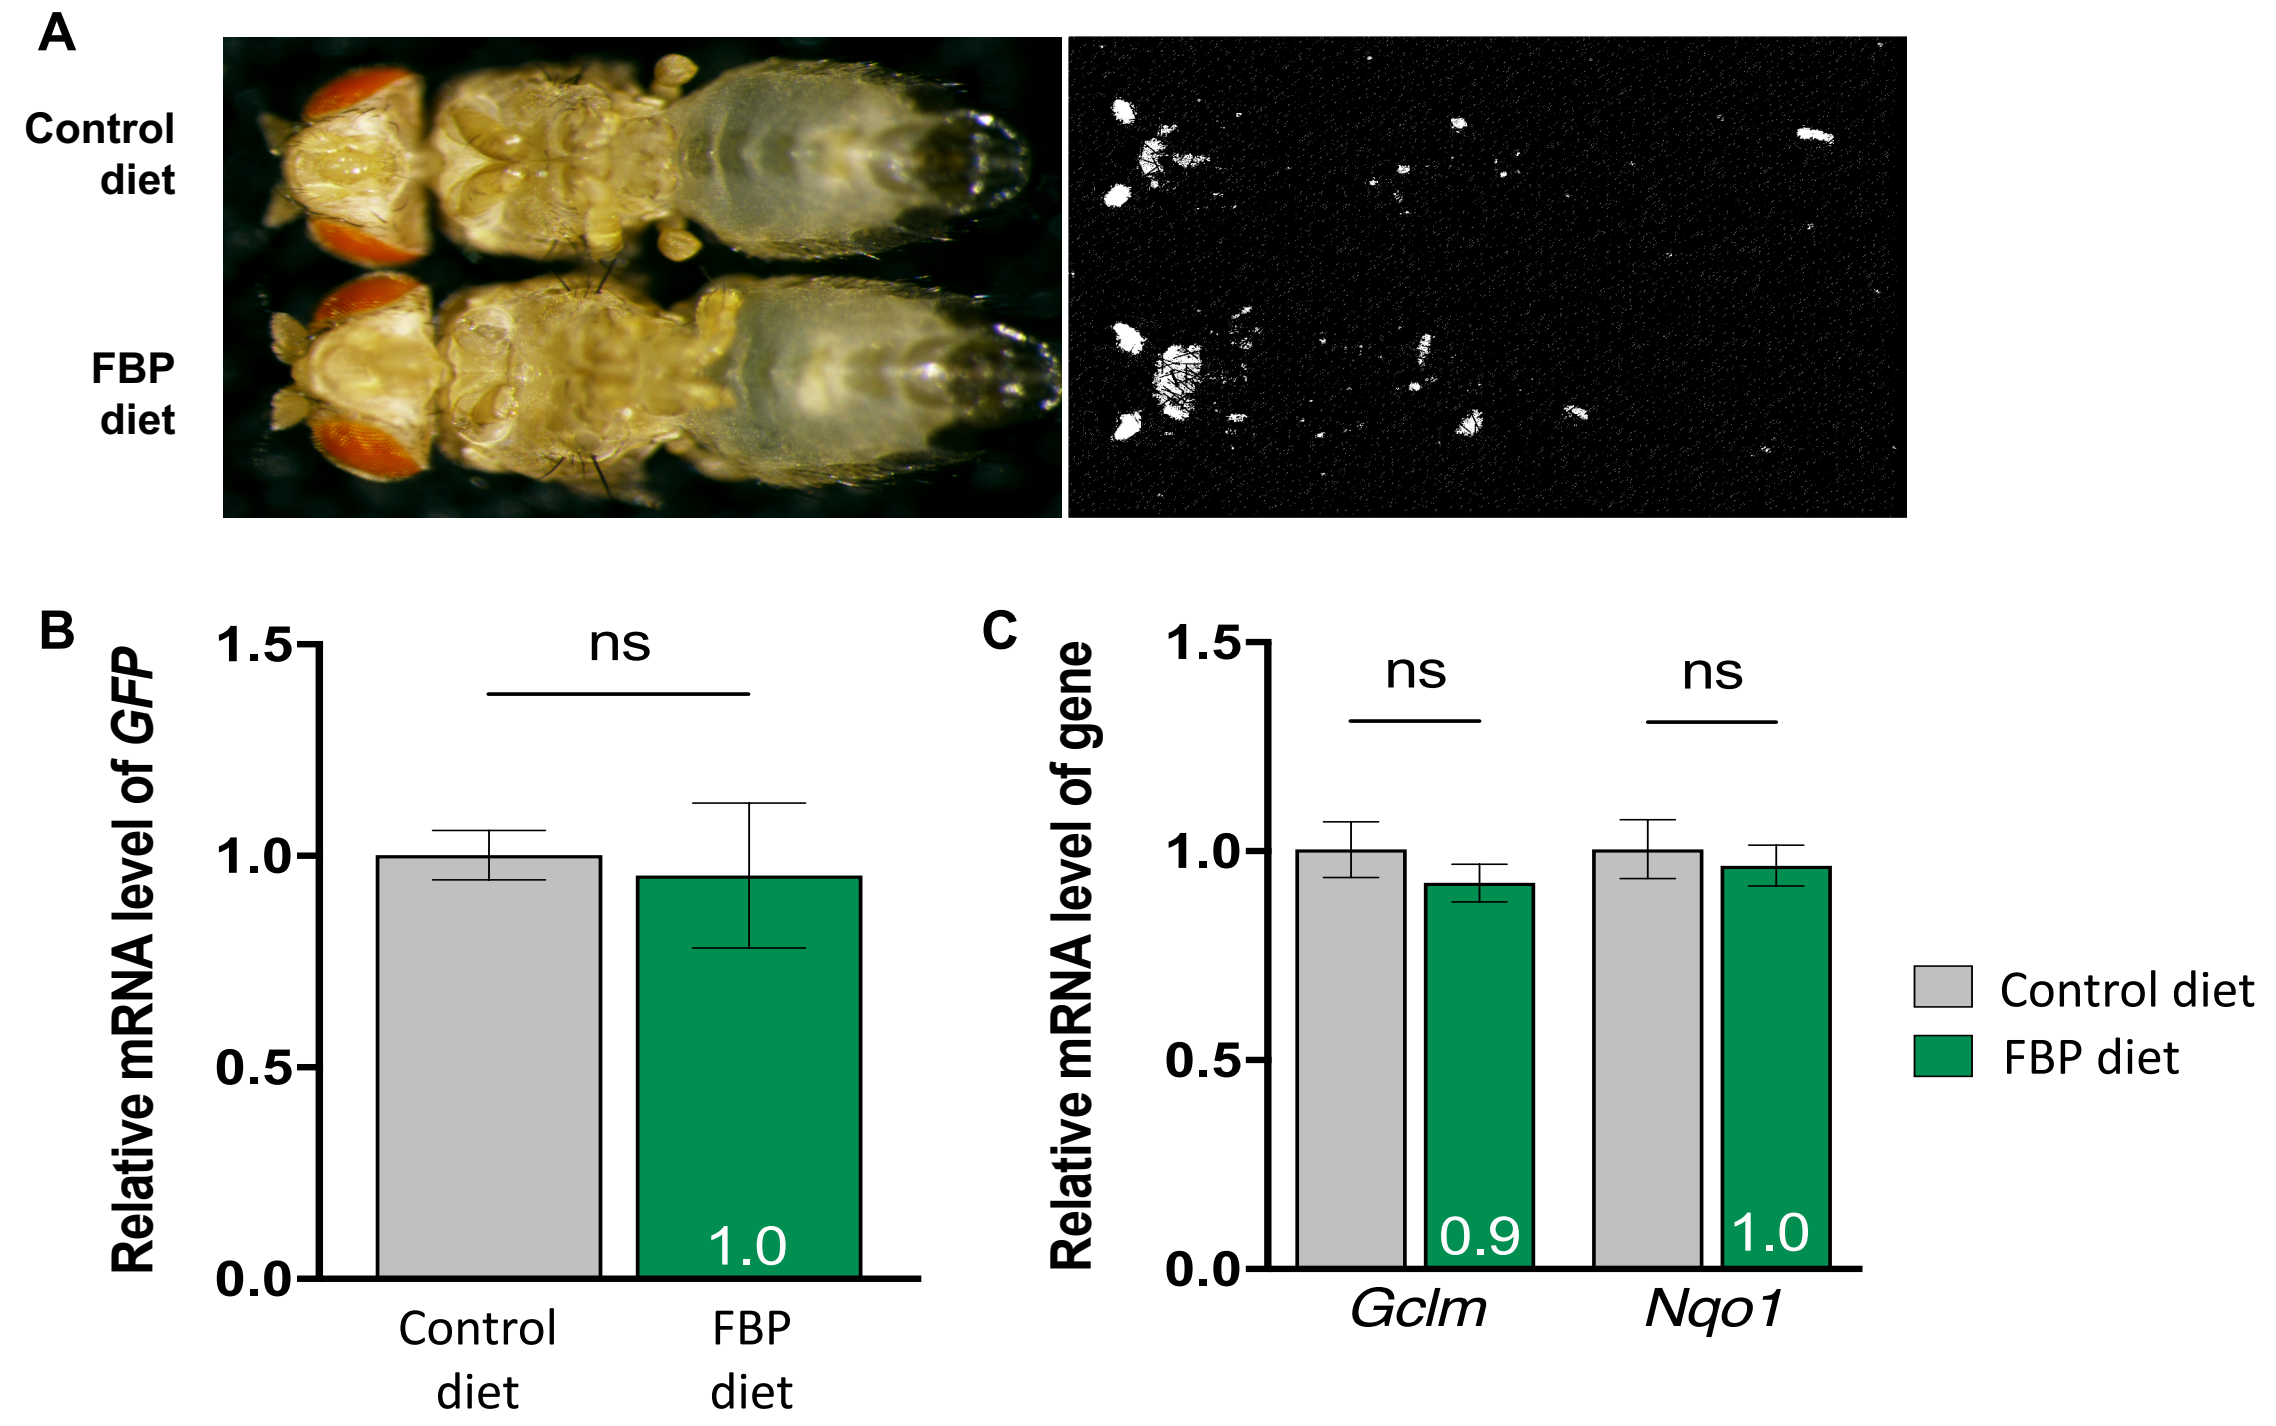 A
Control
diet
FBP
diet
B
Relative mRNA level of GFP
1.5
1.0
0.5
0.0
ns
1.0
Control
diet
FBP
diet
C
Relative mRNA level of gene
1.5
1.0
0.5
0.0
ns
ns
0.9
1.0
Gclm
Nqo1
Control diet
FBP diet